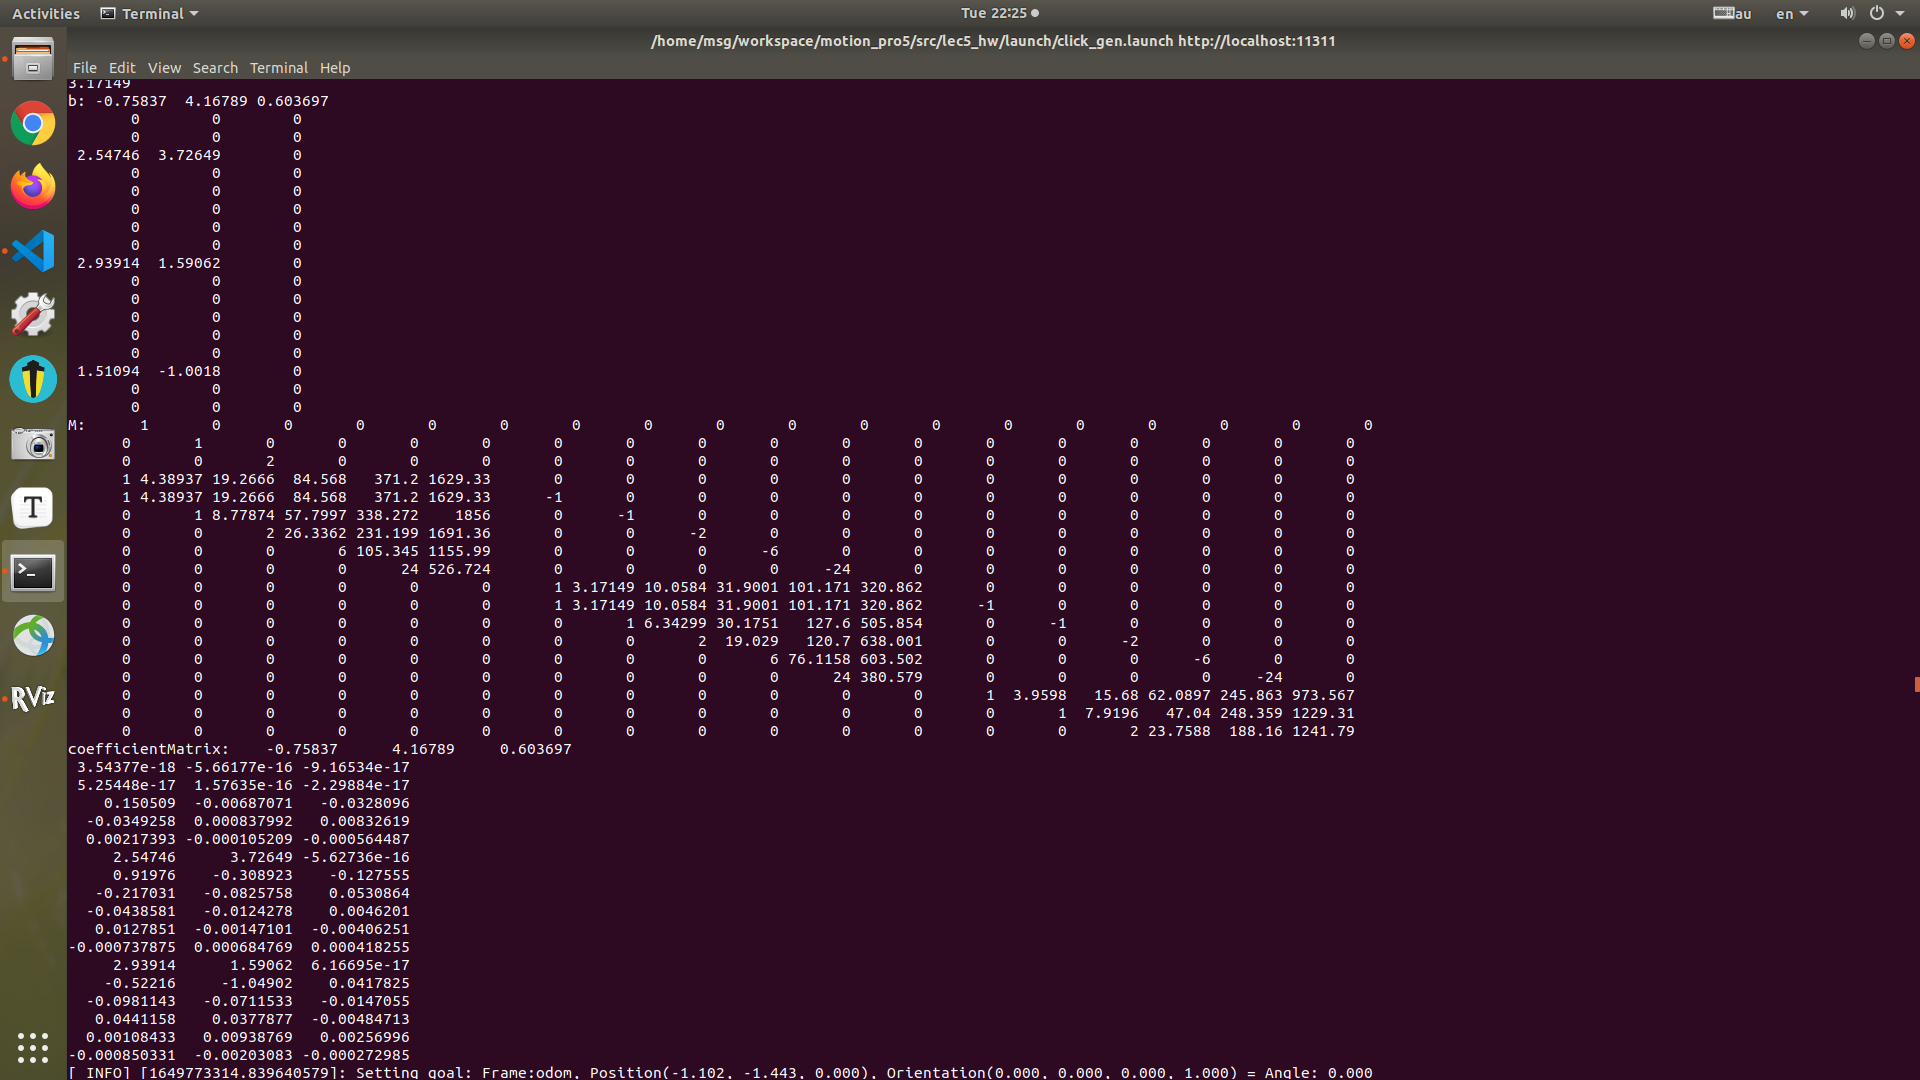 Activities Terminal Tue 22:25 au en
/home/msg/workspace/motion_pro5/src/lec5_hw/launch/click_gen.launch http://localhost:11311
File Edit View Search Terminal Help
3.17149
b: -0.75837 4.16789 0.603697
0 0 0
0 0 0
2.54746 3.72649 0
0 0 0
0 0 0
0 0 0
0 0 0
0 0 0
2.93914 1.59062 0
0 0 0
0 0 0
0 0 0
0 0 0
0 0 0
1.51094 -1.0018 0
0 0 0
0 0 0
M: 1 0 0 0 0 0 0 0 0 0 0 0 0 0 0 0 0 0
0 1 0 0 0 0 0 0 0 0 0 0 0 0 0 0 0 0
0 0 2 0 0 0 0 0 0 0 0 0 0 0 0 0 0 0
1 4.38937 19.2666 84.568 371.2 1629.33 0 0 0 0 0 0 0 0 0 0 0 0
1 4.38937 19.2666 84.568 371.2 1629.33 -1 0 0 0 0 0 0 0 0 0 0 0
0 1 8.77874 57.7997 338.272 1856 0 -1 0 0 0 0 0 0 0 0 0 0
0 0 2 26.3362 231.199 1691.36 0 0 -2 0 0 0 0 0 0 0 0 0
0 0 0 6 105.345 1155.99 0 0 0 -6 0 0 0 0 0 0 0 0
0 0 0 0 24 526.724 0 0 0 0 -24 0 0 0 0 0 0 0
0 0 0 0 0 0 1 3.17149 10.0584 31.9001 101.171 320.862 0 0 0 0 0 0
0 0 0 0 0 0 1 3.17149 10.0584 31.9001 101.171 320.862 -1 0 0 0 0 0
0 0 0 0 0 0 0 1 6.34299 30.1751 127.6 505.854 0 -1 0 0 0 0
0 0 0 0 0 0 0 0 2 19.029 120.7 638.001 0 0 -2 0 0 0
0 0 0 0 0 0 0 0 0 6 76.1158 603.502 0 0 0 -6 0 0
0 0 0 0 0 0 0 0 0 0 24 380.579 0 0 0 0 -24 0
0 0 0 0 0 0 0 0 0 0 0 0 1 3.9598 15.68 62.0897 245.863 973.567
0 0 0 0 0 0 0 0 0 0 0 0 0 1 7.9196 47.04 248.359 1229.31
0 0 0 0 0 0 0 0 0 0 0 0 0 0 2 23.7588 188.16 1241.79
coefficientMatrix: -0.75837 4.16789 0.603697
3.54377e-18 -5.66177e-16 -9.16534e-17
5.25448e-17 1.57635e-16 -2.29884e-17
0.150509 -0.00687071 -0.0328096
-0.0349258 0.000837992 0.00832619
0.00217393 -0.000105209 -0.000564487
2.54746 3.72649 -5.62736e-16
0.91976 -0.308923 -0.127555
-0.217031 -0.0825758 0.0530864
-0.0438581 -0.0124278 0.0046201
0.0127851 -0.00147101 -0.00406251
-0.000737875 0.000684769 0.000418255
2.93914 1.59062 6.16695e-17
-0.52216 -1.04902 0.0417825
-0.0981143 -0.0711533 -0.0147055
0.0441158 0.0377877 -0.00484713
0.00108433 0.00938769 0.00256996
-0.000850331 -0.00203083 -0.000272985
[ INFO] [1649773314.839640579]: Setting goal: Frame:odom, Position(-1.102, -1.443, 0.000), Orientation(0.000, 0.000, 0.000, 1.000) = Angle: 0.000
T
RViz